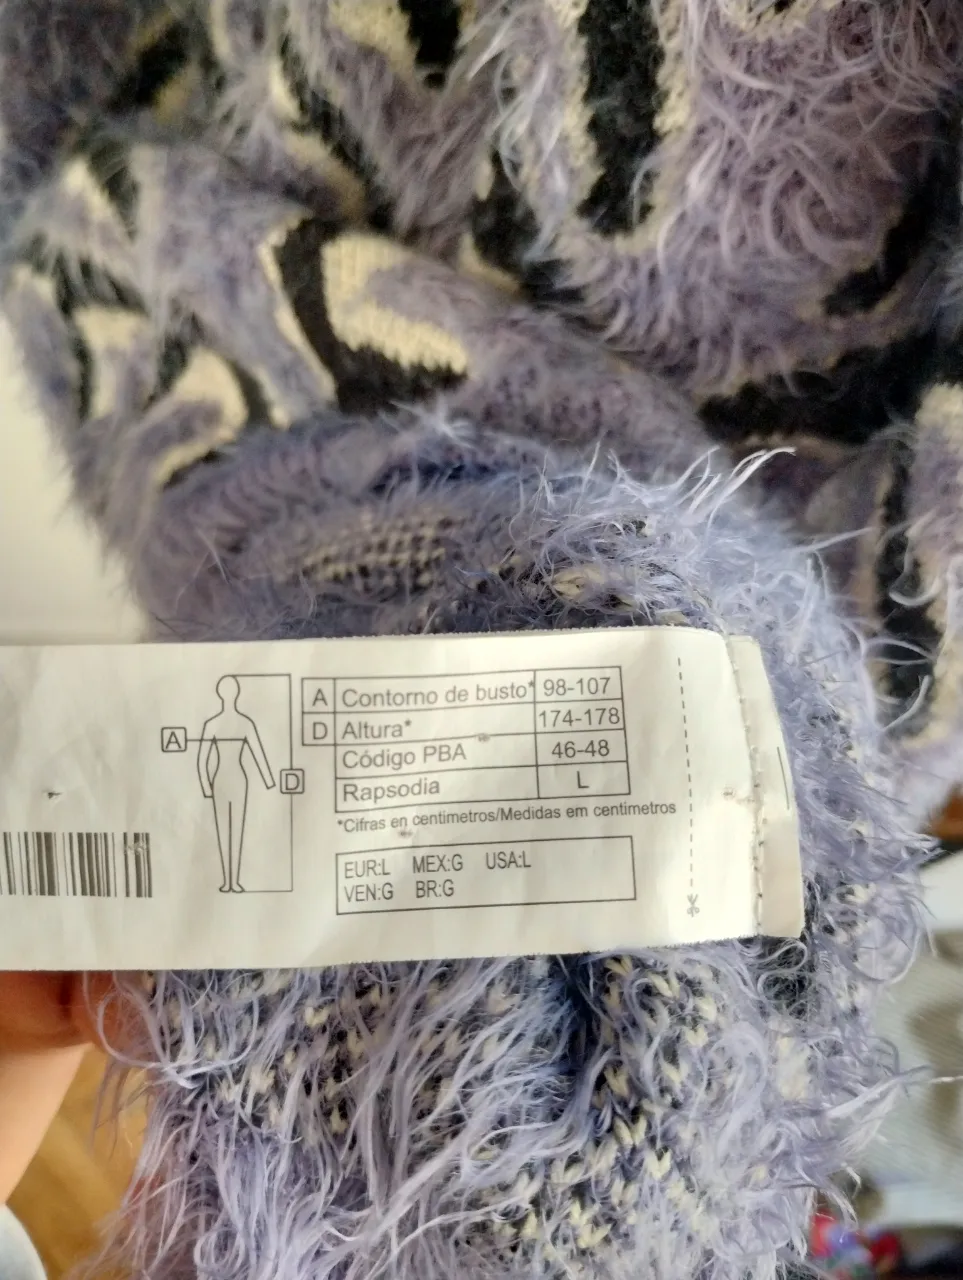 A Contorno de busto* 98-107
D Altura* 174-178
Código PBA 46-48
Rapsodia L
*Cifras en centimetros/Medidas em centimetros
A
D
EUR:L MEX:G USA:L
VEN:G BR:G